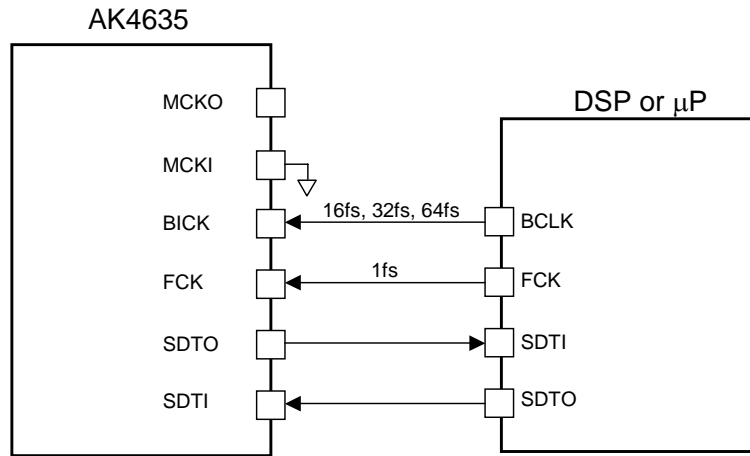 AK4635
DSP or μP
MCKO
MCKI
BICK
16fs, 32fs, 64fs
BCLK
FCK
1fs
FCK
SDTO
SDTI
SDTI
SDTO